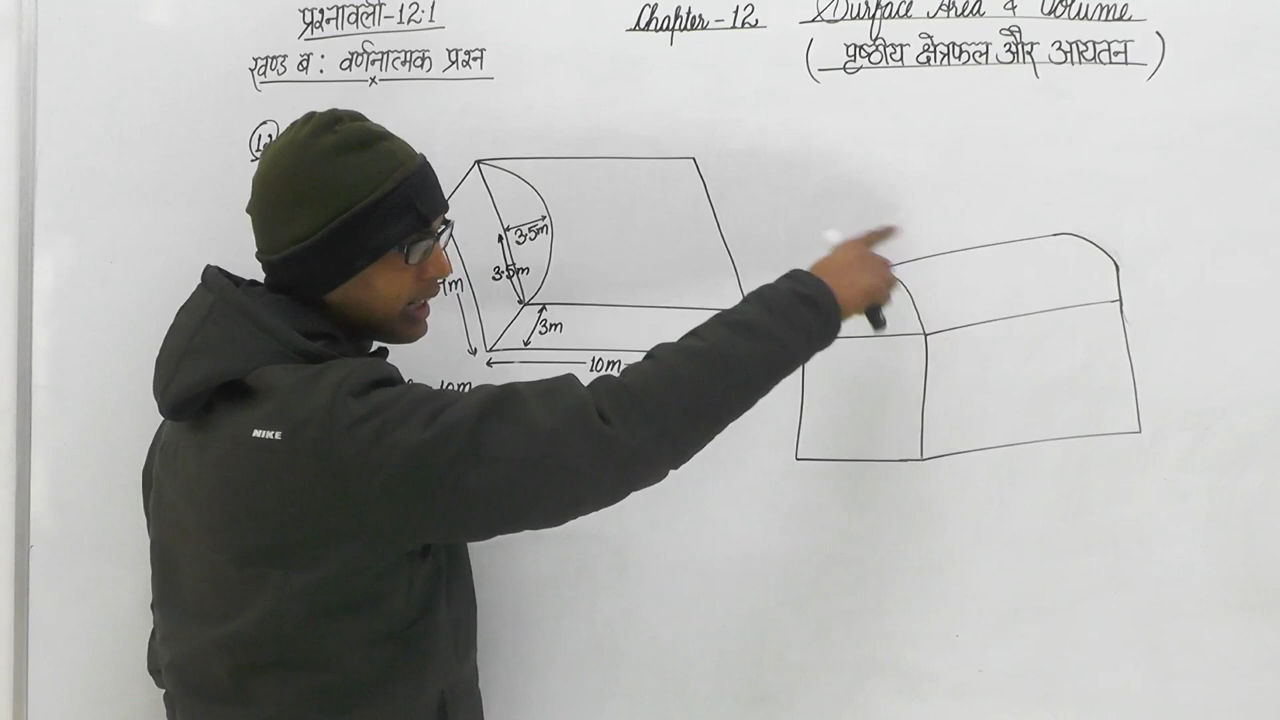 प्रश्नावली-12.1
Chapter-12
Surface Area & Volume
खण्ड ब : वर्णनात्मक प्रश्न
(पृष्ठीय क्षेत्रफल और आयतन)
3.5m
3.5m
3m
10m
NIKE